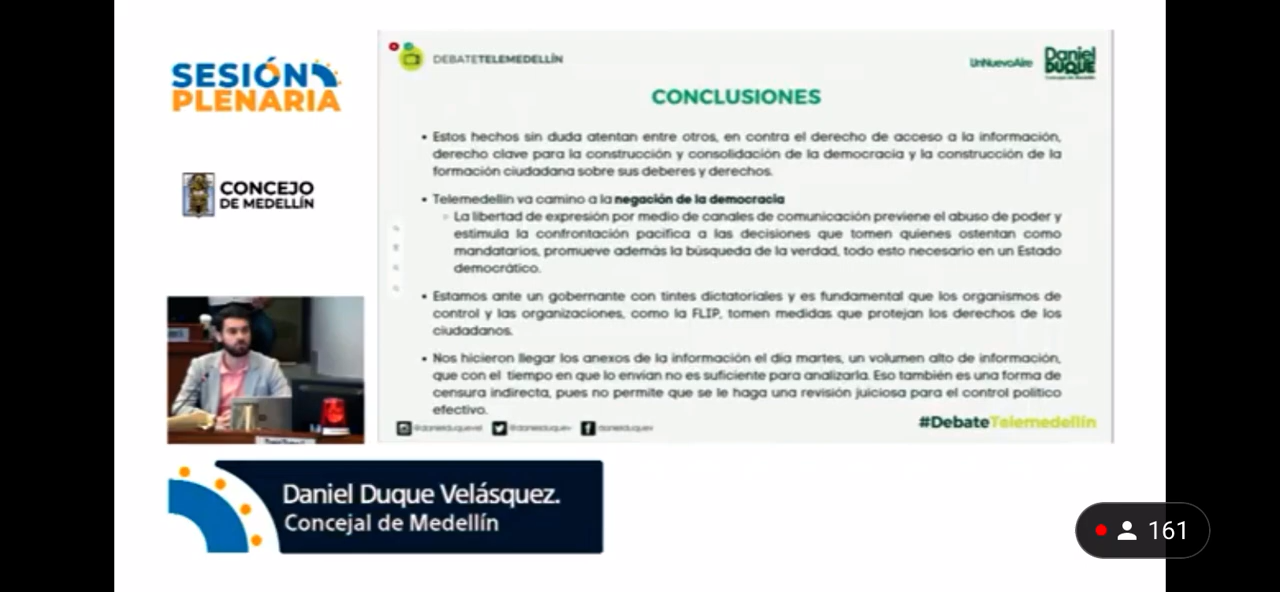 SESIÓN
PLENARIA
CONCEJO
DE MEDELLÍN
DEBATETELEMEDELLÍN
UnNuevoAire
Daniel
DUQUE
CONCLUSIONES
• Estos hechos sin duda atentan entre otros, en contra el derecho de acceso a la información,
derecho clave para la construcción y consolidación de la democracia y la construcción de la
formación ciudadana sobre sus deberes y derechos.
• Telemedellín va camino a la negación de la democracia
◦ La libertad de expresión por medio de canales de comunicación previene el abuso de poder y
estimula la confrontación pacífica a las decisiones que tomen quienes ostentan como
mandatarios, promueve además la búsqueda de la verdad, todo esto necesario en un Estado
democrático.
• Estamos ante un gobernante con tintes dictatoriales y es fundamental que los organismos de
control y las organizaciones, como la FLIP, tomen medidas que protejan los derechos de los
ciudadanos.
• Nos hicieron llegar los anexos de la información el día martes, un volumen alto de información,
que con el tiempo en que lo envían no es suficiente para analizarla. Eso también es una forma de
censura indirecta, pues no permite que se le haga una revisión juiciosa para el control político
efectivo.
@danielduquevel @danielduquev danielduquev
#DebateTelemedellín
Daniel Duque Velásquez.
Concejal de Medellín
161